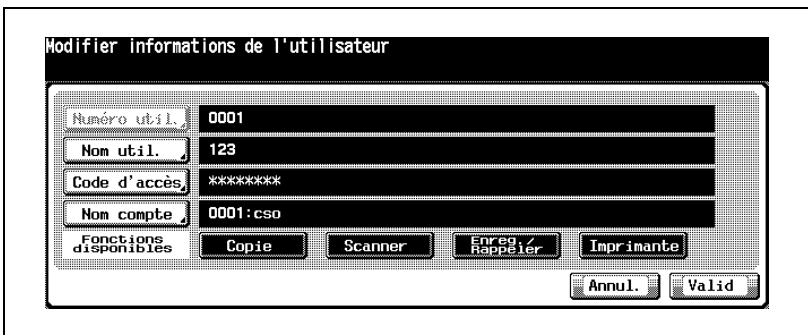 Modifier informations de l'utilisateur
Numéro util. 0001
Nom util. 123
Code d'accès ********
Nom compte 0001:cso
Fonctions disponibles Copie Scanner Enreg./ Rappeler Imprimante
Annul. Valid